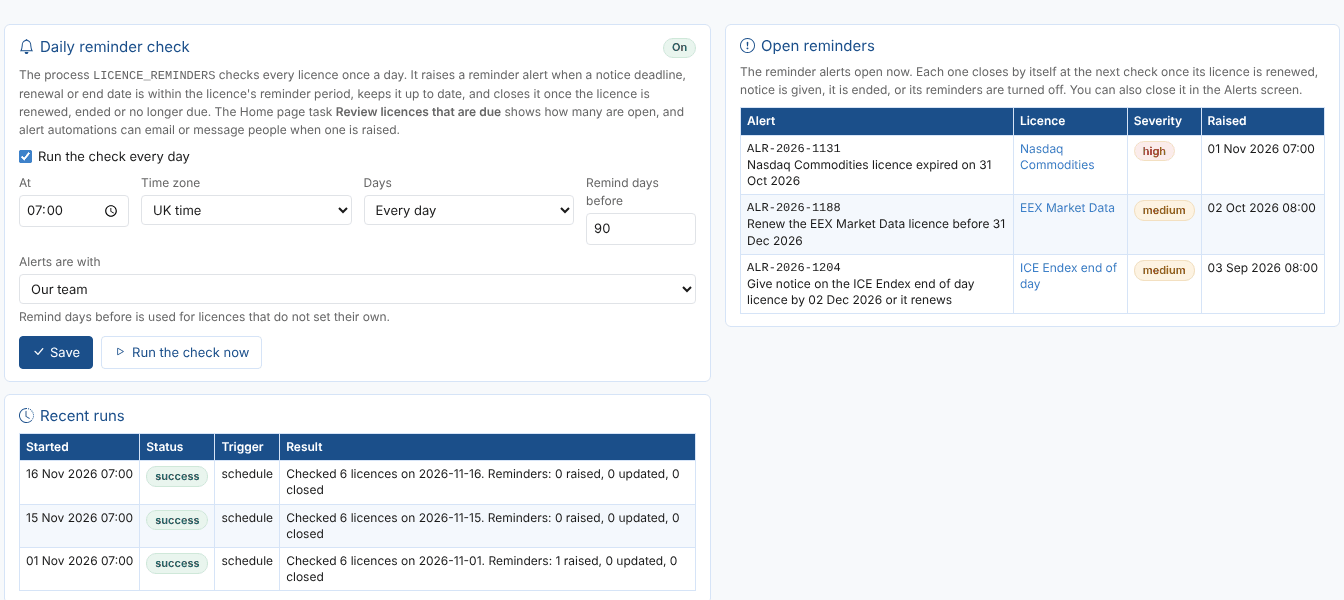 Daily reminder check
On
The process LICENCE_REMINDERS checks every licence once a day. It raises a reminder alert when a notice deadline,
renewal or end date is within the licence's reminder period, keeps it up to date, and closes it once the licence is
renewed, ended or no longer due. The Home page task Review licences that are due shows how many are open, and
alert automations can email or message people when one is raised.
Run the check every day
At
Time zone
Days
Remind days
before
07:00
UK time
Every day
90
Alerts are with
Our team
Remind days before is used for licences that do not set their own.
Save
Run the check now
Recent runs
Started Status Trigger Result
16 Nov 2026 07:00 success schedule Checked 6 licences on 2026-11-16. Reminders: 0 raised, 0 updated, 0
closed
15 Nov 2026 07:00 success schedule Checked 6 licences on 2026-11-15. Reminders: 0 raised, 0 updated, 0
closed
01 Nov 2026 07:00 success schedule Checked 6 licences on 2026-11-01. Reminders: 1 raised, 0 updated, 0
closed
Open reminders
The reminder alerts open now. Each one closes by itself at the next check once its licence is renewed,
notice is given, it is ended, or its reminders are turned off. You can also close it in the Alerts screen.
Alert Licence Severity Raised
ALR-2026-1131 Nasdaq high 01 Nov 2026 07:00
Nasdaq Commodities licence expired on 31 Commodities
Oct 2026
ALR-2026-1188 EEX Market Data medium 02 Oct 2026 08:00
Renew the EEX Market Data licence before 31
Dec 2026
ALR-2026-1204 ICE Endex end of medium 03 Sep 2026 08:00
Give notice on the ICE Endex end of day day
licence by 02 Dec 2026 or it renews